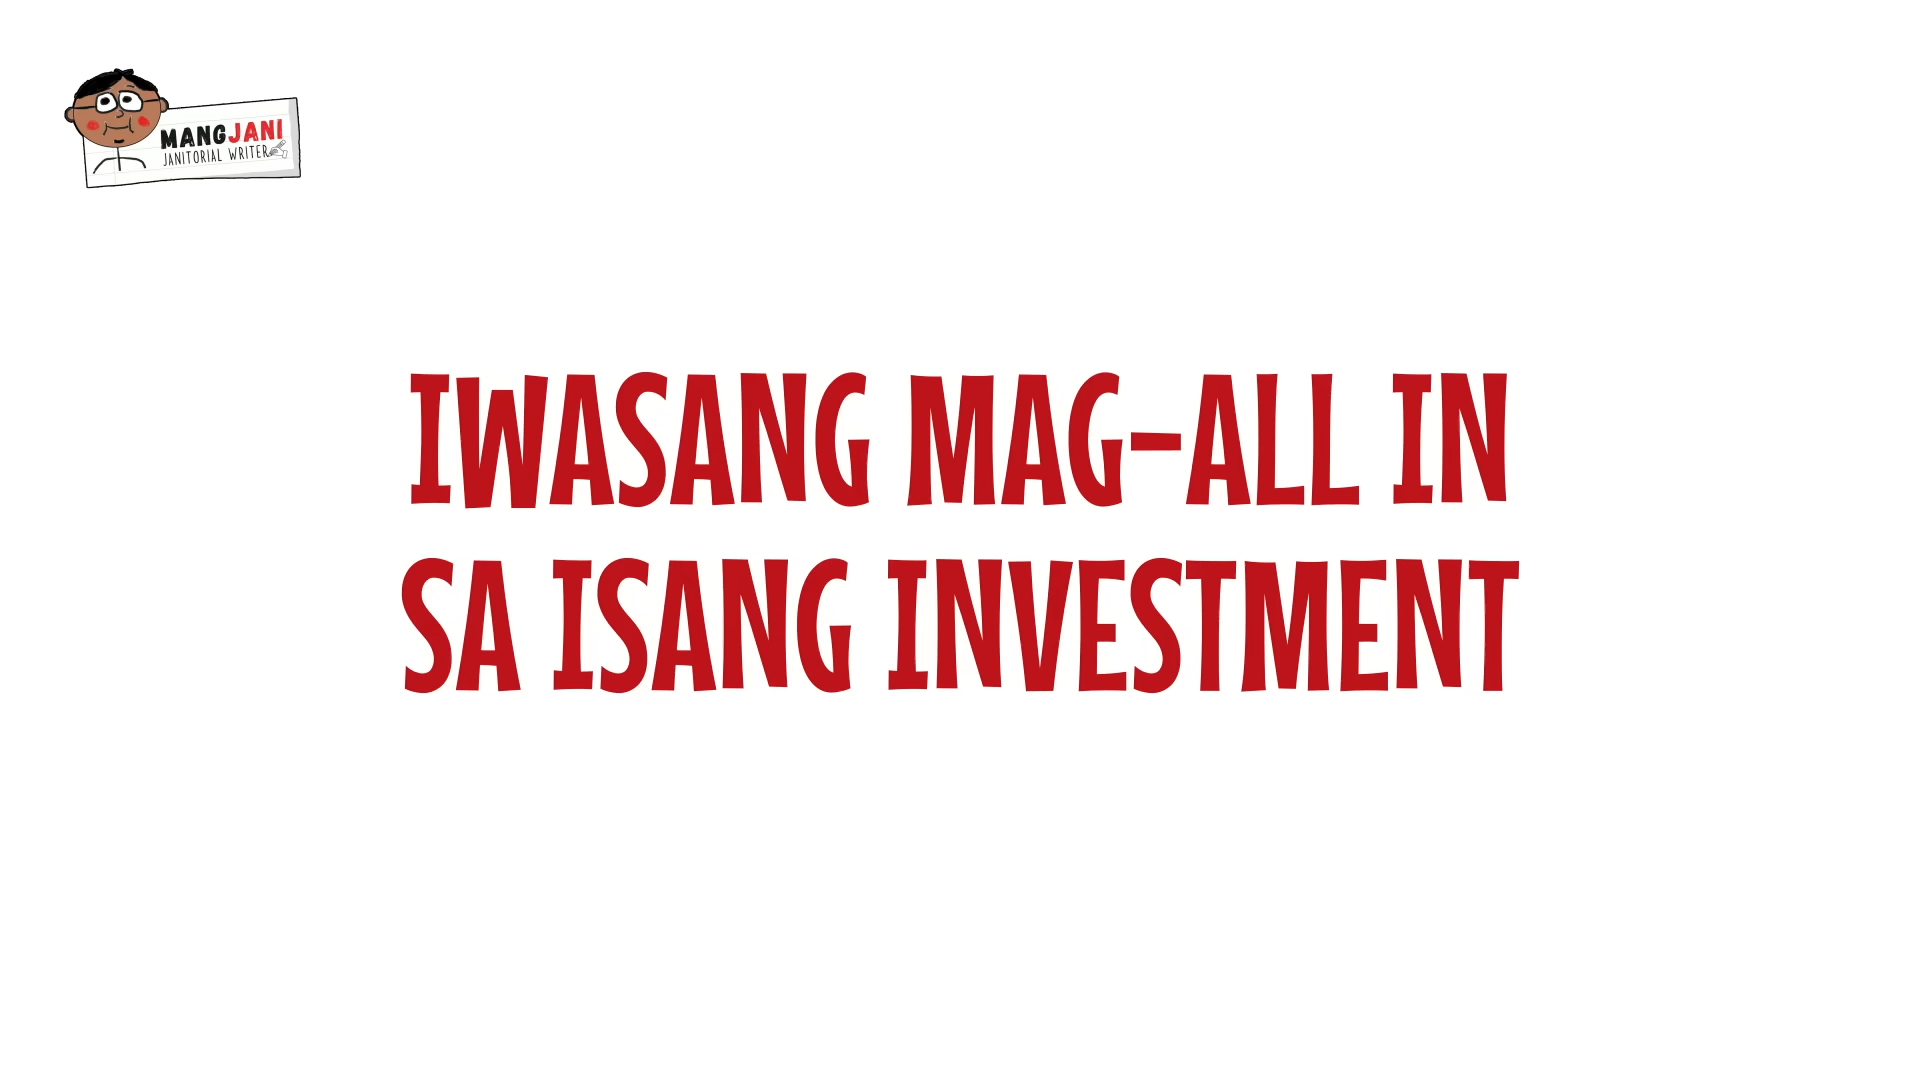 MANGJANI
JANITORIAL WRITER
IWASANG MAG-ALL IN
SA ISANG INVESTMENT